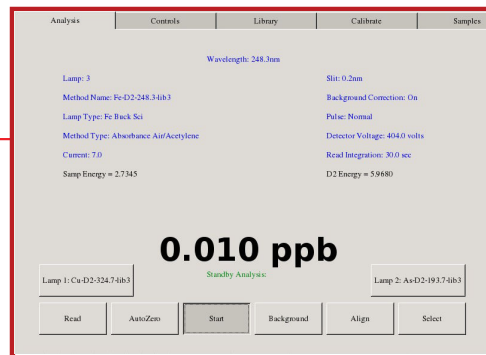 Analysis Controls Library Calibrate Samples
Wavelength: 248.3nm
Lamp: 3 Slit: 0.2nm
Method Name: Fe-D2-248.3-lib3 Background Correction: On
Lamp Type: Fe Buck Sci Pulse: Normal
Method Type: Absorbance Air/Acetylene Detector Voltage: 404.0 volts
Current: 7.0 Read Integration: 30.0 sec
Samp Energy = 2.7345 D2 Energy = 5.9680
0.010 ppb
Standby Analysis:
Lamp 1: Cu-D2-324.7-lib3 Lamp 2: As-D2-193.7-lib3
Read AutoZero Start Background Align Select